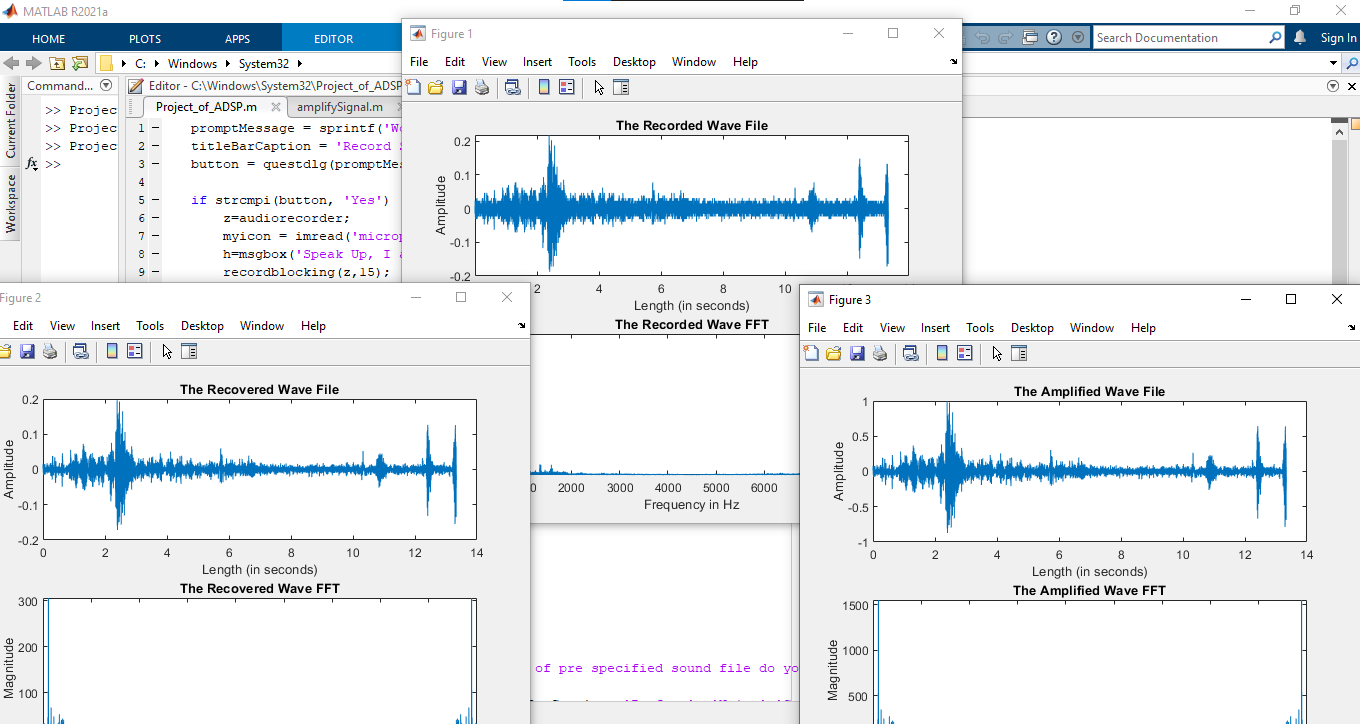 MATLAB R2021a
HOME PLOTS APPS EDITOR
Search Documentation
Sign In
C: Windows System32
Current Folder
Workspace
Command...
>> Projec
>> Projec
>> Projec
fx >>
Editor - C:\Windows\System32\Project_of_ADSP
Project_of_ADSP.m amplifySignal.m
1 promptMessage = sprintf('Wo
2 titleBarCaption = 'Record S
3 button = questdlg(promptMes
4
5 if strcmpi(button, 'Yes')
6 z=audiorecorder;
7 myicon = imread('microp
8 h=msgbox('Speak Up, I a
9 recordblocking(z,15);
of pre specified sound file do yo
Figure 1
File Edit View Insert Tools Desktop Window Help
The Recorded Wave File
Amplitude
0.2
0.1
0
-0.1
-0.2
2 4 6 8 10
Length (in seconds)
The Recorded Wave FFT
2000 3000 4000 5000 6000
Frequency in Hz
Figure 2
Edit View Insert Tools Desktop Window Help
The Recovered Wave File
Amplitude
0.2
0.1
0
-0.1
-0.2
0 2 4 6 8 10 12 14
Length (in seconds)
The Recovered Wave FFT
Magnitude
300
200
100
Figure 3
File Edit View Insert Tools Desktop Window Help
The Amplified Wave File
Amplitude
1
0.5
0
-0.5
-1
0 2 4 6 8 10 12 14
Length (in seconds)
The Amplified Wave FFT
Magnitude
1500
1000
500